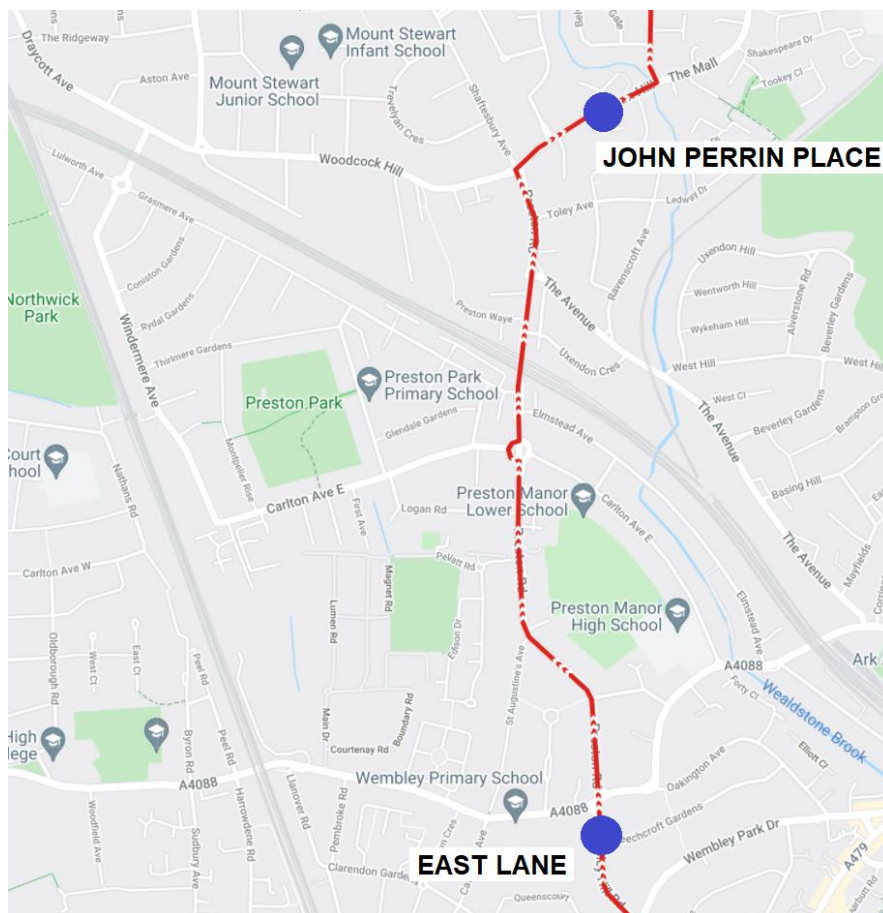 Draycott Ave
The Ridgeway
Mount Stewart
Infant School
Mount Stewart
Junior School
Aston Ave
Trevelyan Cres
Shaftesbury Ave
The Mall
Shakespeare Dr
Tookey Cl
JOHN PERRIN PLACE
Woodcock Hill
Lulworth Ave
Grasmere Ave
Toley Ave
Ledway Dr
Ravenscroft Ave
Uxendon Hill
Coniston Gardens
Northwick
Park
Rydal Gardens
Windermere Ave
Thirlmere Gardens
Preston Waye
The Avenue
Uxendon Cres
Wentworth Hill
Wykeham Hill
Alverstone Rd
Beverley Gardens
West Hill
West Hill
Preston Park
Primary School
Preston Park
Glendale Gardens
Elmstead Ave
West Cl
The Avenue
Beverley Gardens
Brampton Gro
Court
School
Nathans Rd
Montpelier Rise
Carlton Ave E
First Ave
Logan Rd
Preston Manor
Lower School
Carlton Ave E
Basing Hill
The Avenue
Mayfields
Carlton Ave W
Magnet Rd
Lumen Rd
Pellatt Rd
Preston Rd
Edison Dr
Preston Manor
High School
Elmstead Ave
Oldborough Rd
West Ct
East Ct
Peel Rd
St Augustine's Ave
A4088
Forty Cl
Ark
Wealdstone Brook
High
Byron Rd
Peel Rd
Main Dr
Boundary Rd
Courtenay Rd
Preston Rd
Elliott Cl
A4088
Woodfield Ave
Sudbury Ave
Harrowdene Rd
Llanover Rd
Pembroke Rd
Wembley Primary School
A4088
Oakington Ave
Beechcroft Gardens
Wembley Park Dr
Clarendon Gardens
EAST LANE
Queenscourt
A479